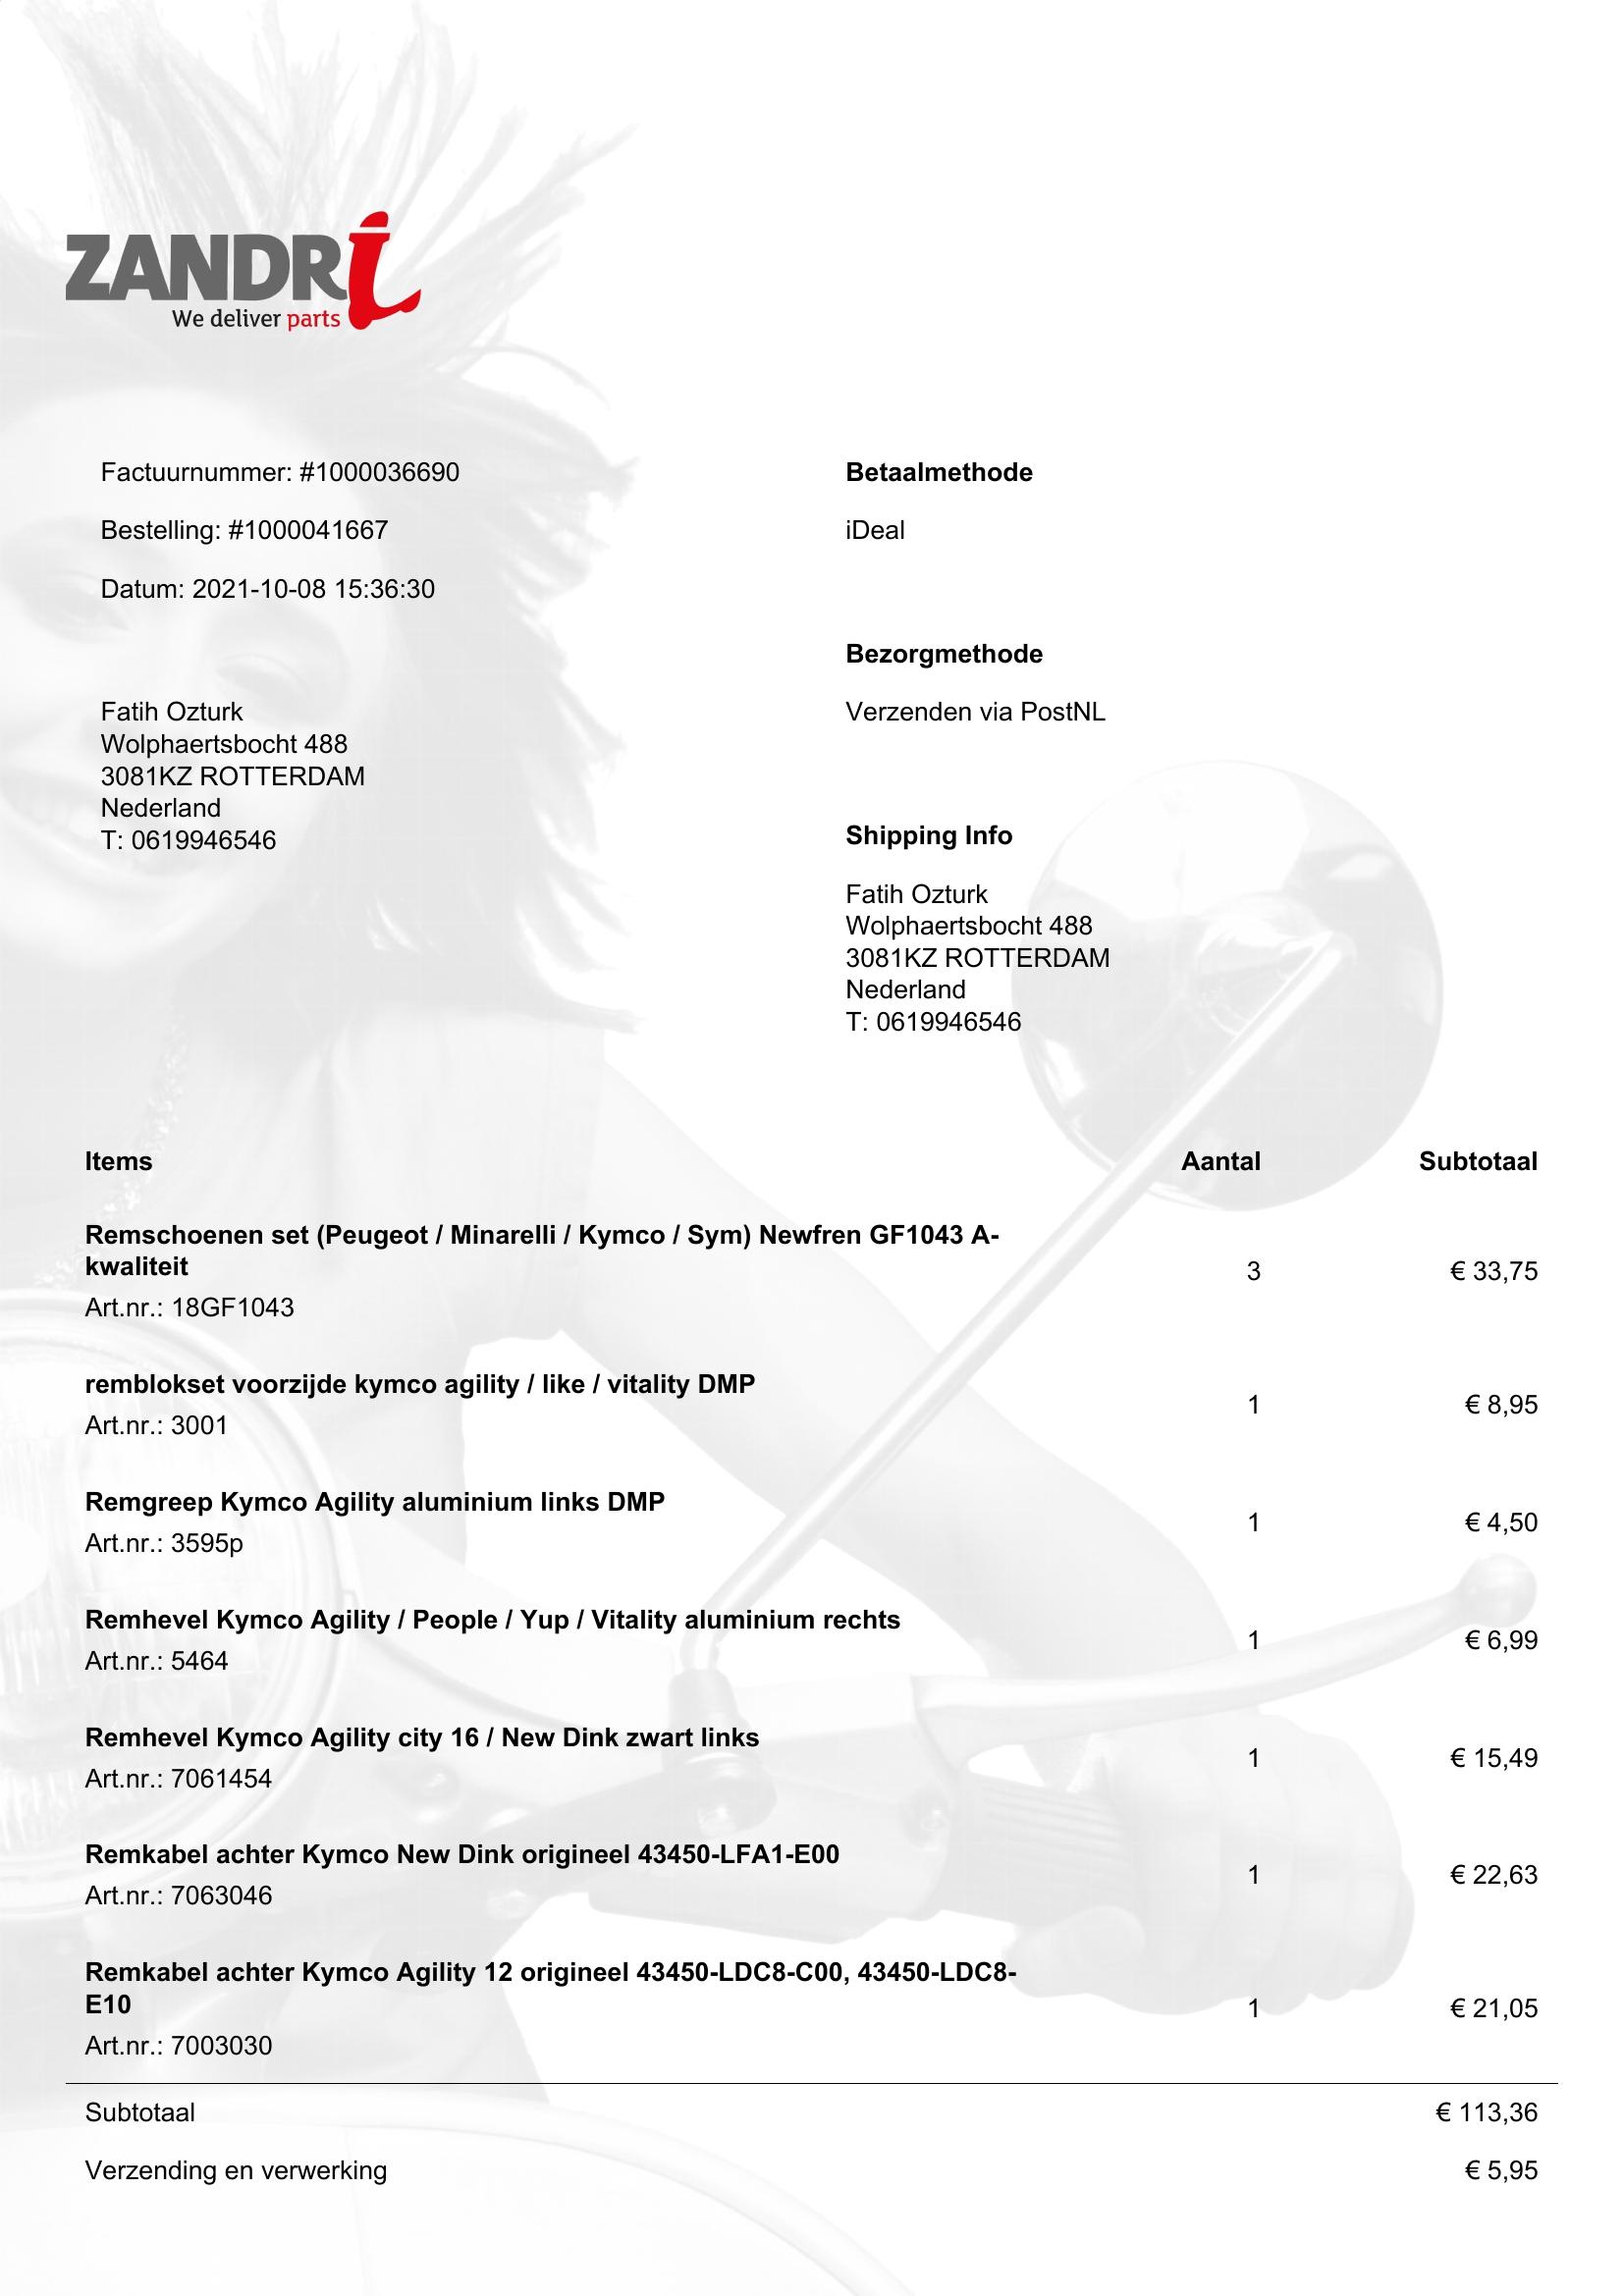 ZANDRi
We deliver parts
Factuurnummer: #1000036690
Bestelling: #1000041667
Datum: 2021-10-08 15:36:30
Fatih Ozturk
Wolphaertsbocht 488
3081KZ ROTTERDAM
Nederland
T: 0619946546
Betaalmethode
iDeal
Bezorgmethode
Verzenden via PostNL
Shipping Info
Fatih Ozturk
Wolphaertsbocht 488
3081KZ ROTTERDAM
Nederland
T: 0619946546
Items Aantal Subtotaal
Remschoenen set (Peugeot / Minarelli / Kymco / Sym) Newfren GF1043 A-
kwaliteit
3 € 33,75
Art.nr.: 18GF1043
remblokset voorzijde kymco agility / like / vitality DMP
1 € 8,95
Art.nr.: 3001
Remgreep Kymco Agility aluminium links DMP
1 € 4,50
Art.nr.: 3595p
Remhevel Kymco Agility / People / Yup / Vitality aluminium rechts
1 € 6,99
Art.nr.: 5464
Remhevel Kymco Agility city 16 / New Dink zwart links
1 € 15,49
Art.nr.: 7061454
Remkabel achter Kymco New Dink origineel 43450-LFA1-E00
1 € 22,63
Art.nr.: 7063046
Remkabel achter Kymco Agility 12 origineel 43450-LDC8-C00, 43450-LDC8-
E10
1 € 21,05
Art.nr.: 7003030
Subtotaal € 113,36
Verzending en verwerking € 5,95